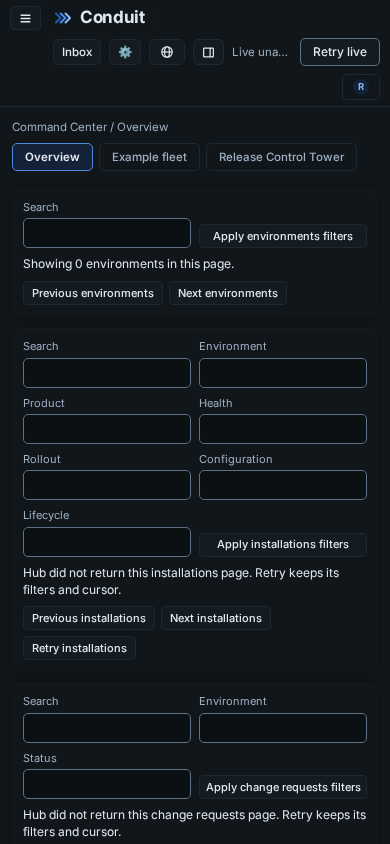 Conduit
Inbox
Live una...
Retry live
R
Command Center / Overview
Overview
Example fleet
Release Control Tower
Search
Apply environments filters
Showing 0 environments in this page.
Previous environments
Next environments
Search
Environment
Product
Health
Rollout
Configuration
Lifecycle
Apply installations filters
Hub did not return this installations page. Retry keeps its
filters and cursor.
Previous installations
Next installations
Retry installations
Search
Environment
Status
Apply change requests filters
Hub did not return this change requests page. Retry keeps its
filters and cursor.